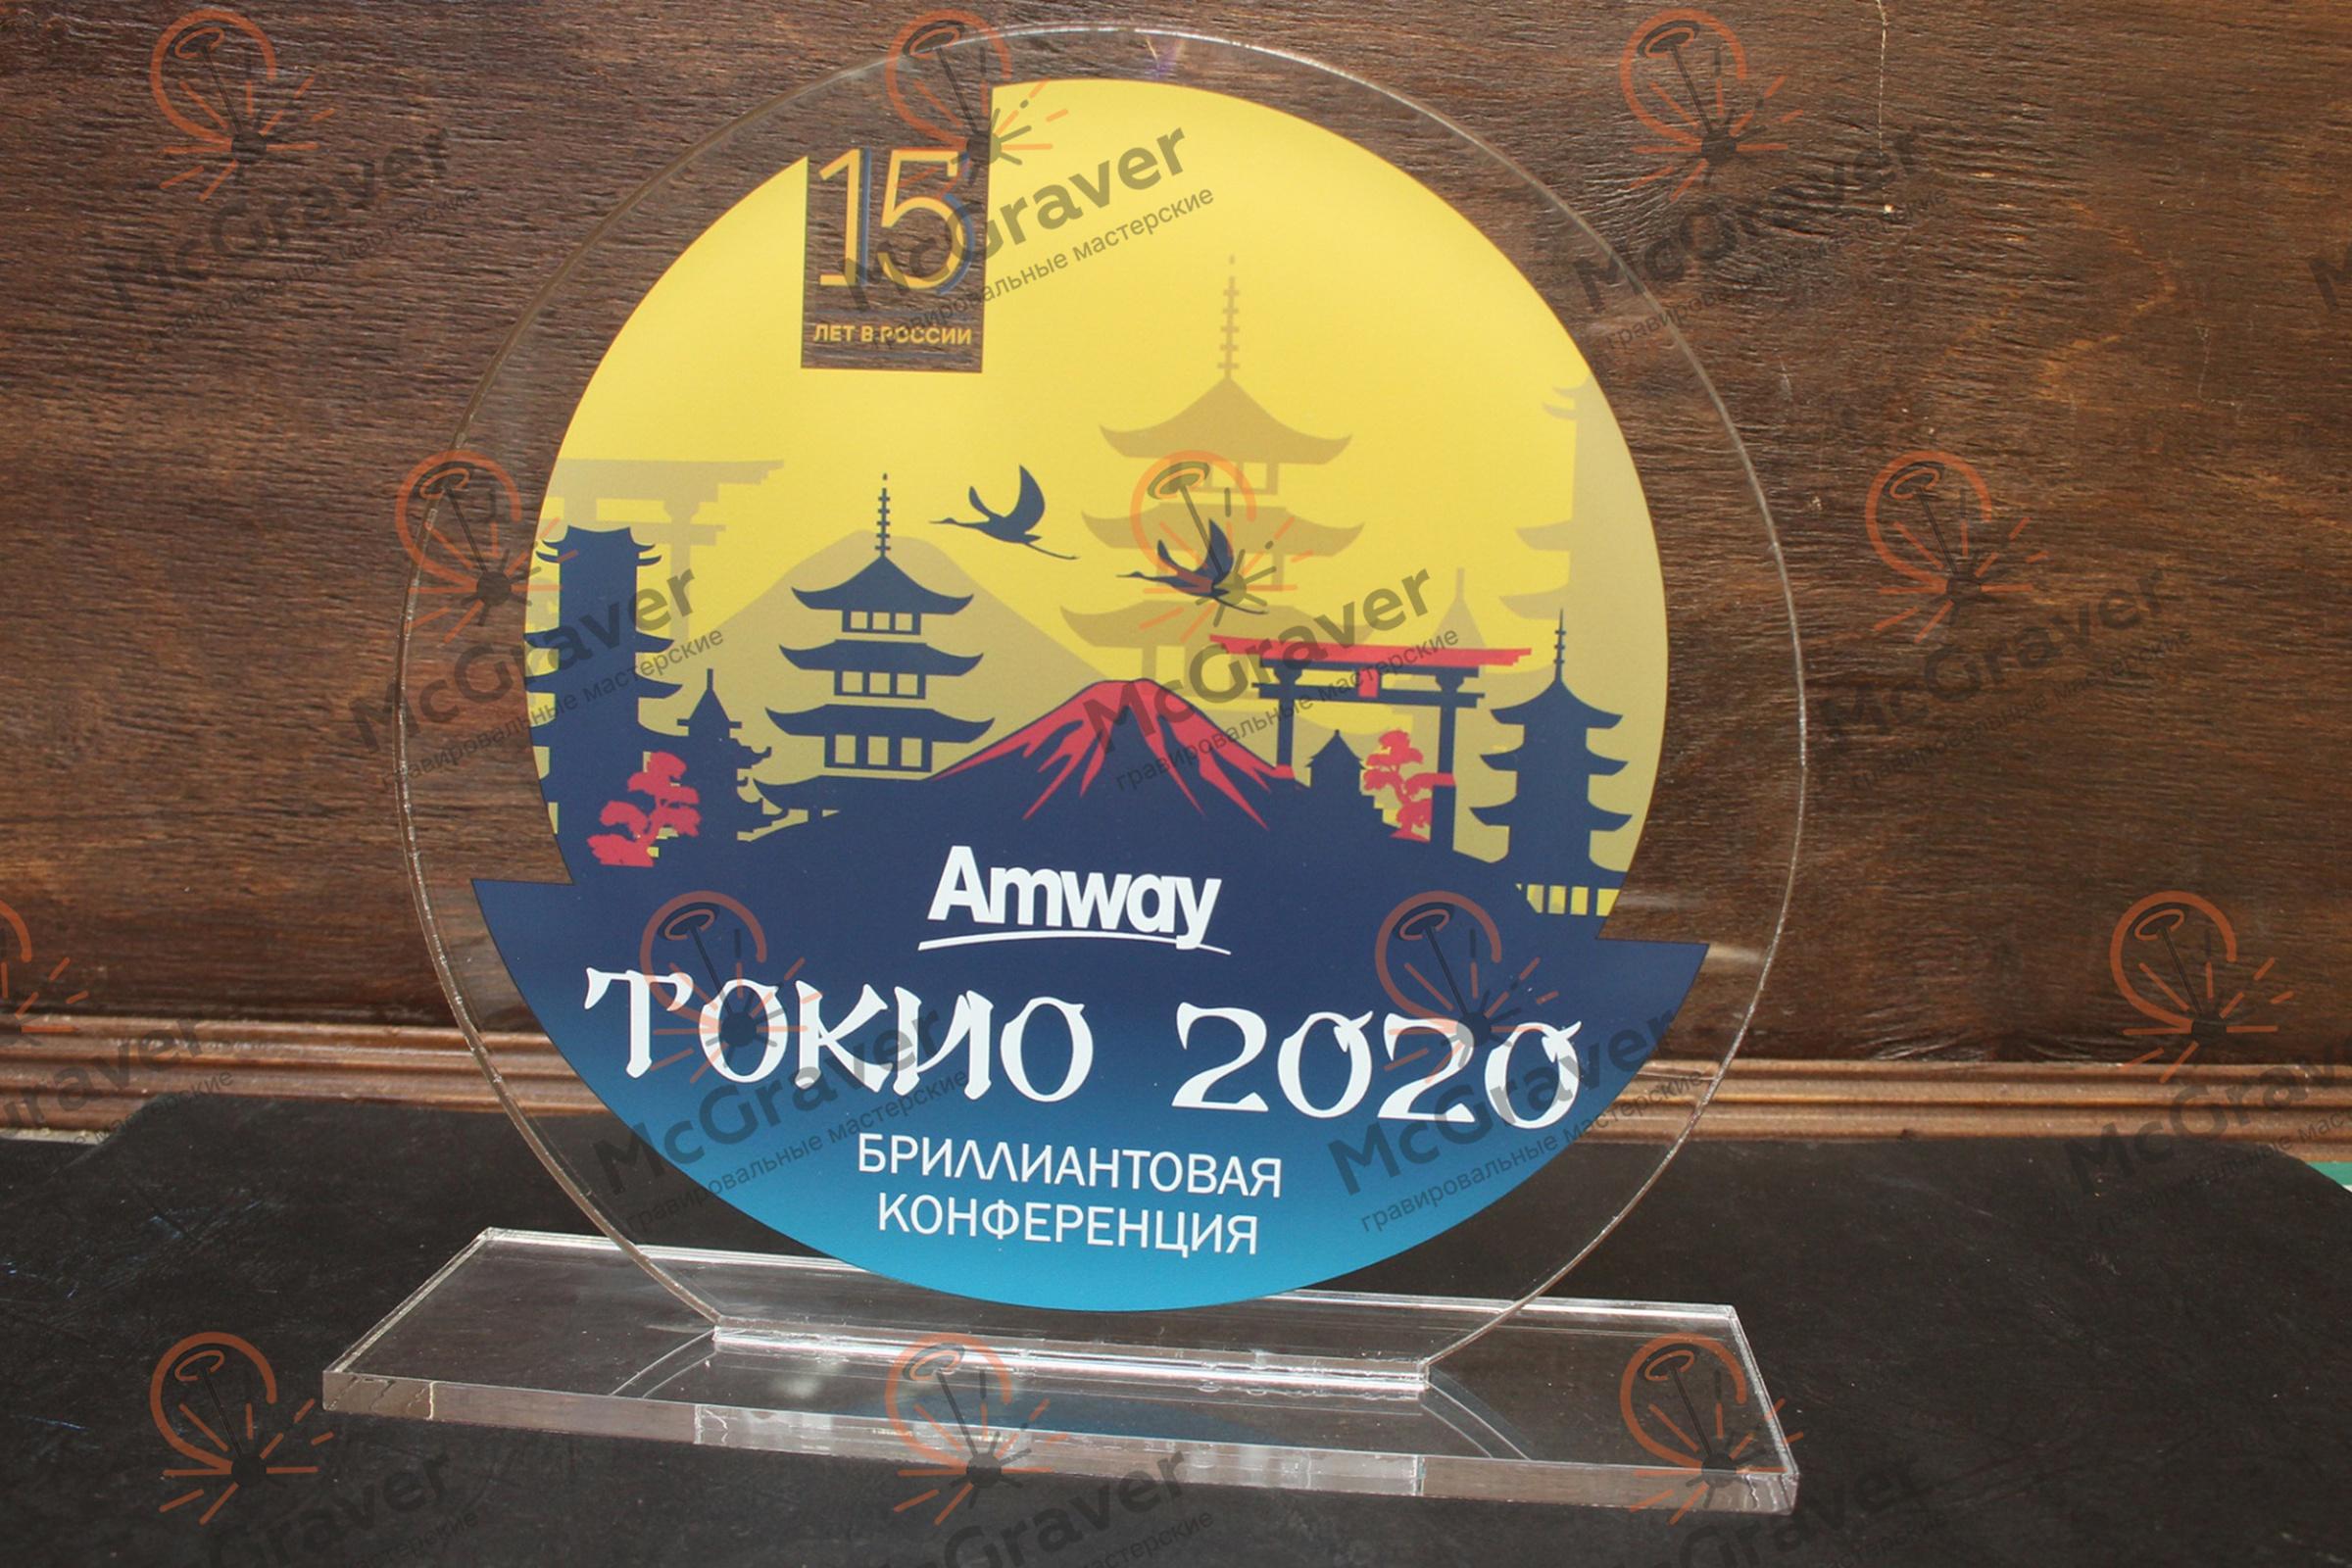 15
ЛЕТ В РОССИИ
Amway
ТОКИО 2020
БРИЛЛИАНТОВАЯ
КОНФЕРЕНЦИЯ
McGraver
гравировальные мастерские